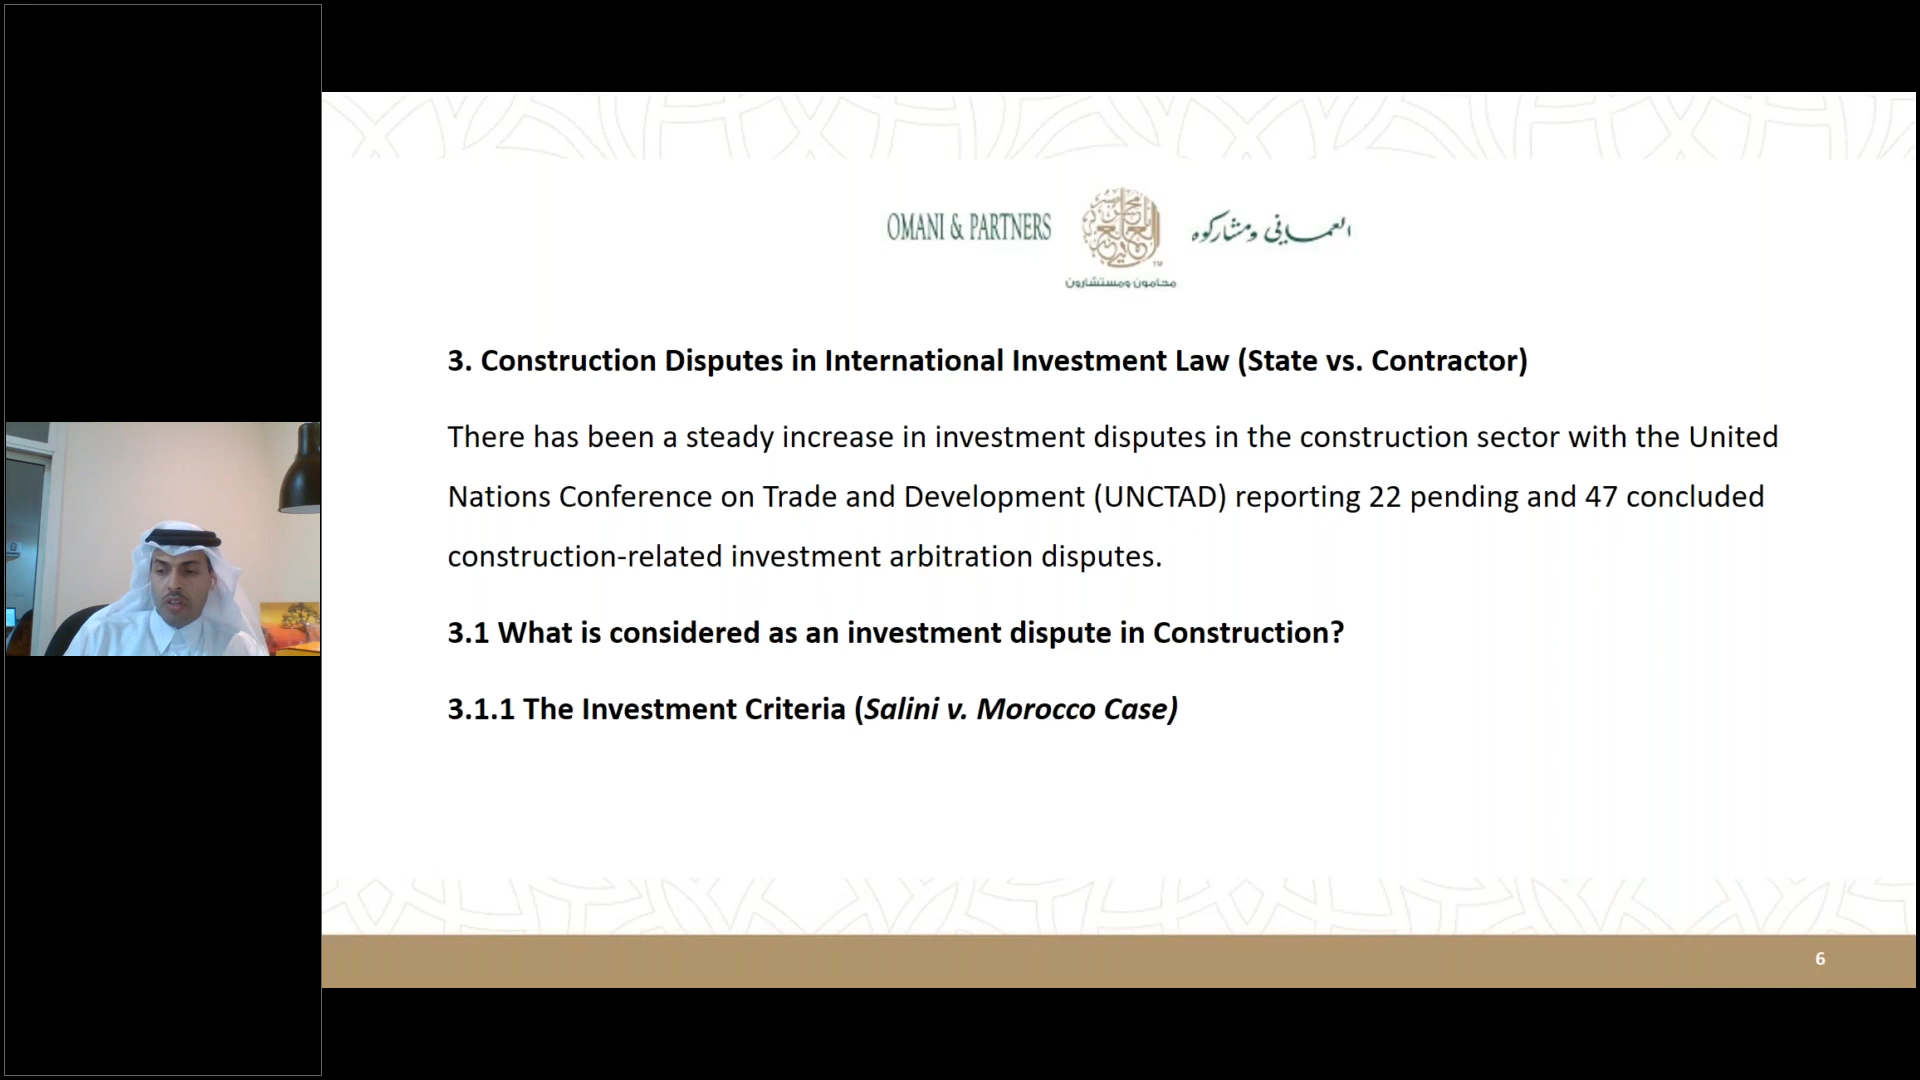 OMANI & PARTNERS
العماني ومشاركوه
TM
محامون ومستشارون
3. Construction Disputes in International Investment Law (State vs. Contractor)
There has been a steady increase in investment disputes in the construction sector with the United
Nations Conference on Trade and Development (UNCTAD) reporting 22 pending and 47 concluded
construction-related investment arbitration disputes.
3.1 What is considered as an investment dispute in Construction?
3.1.1 The Investment Criteria (Salini v. Morocco Case)
6